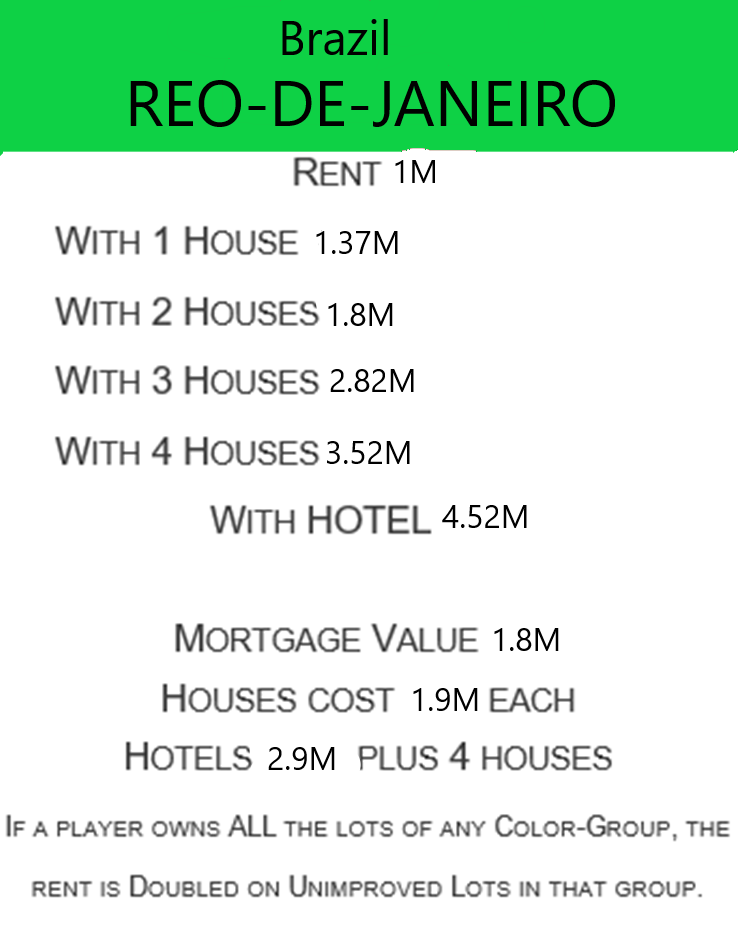 Brazil
REO-DE-JANEIRO
RENT 1M
WITH 1 HOUSE 1.37M
WITH 2 HOUSES 1.8M
WITH 3 HOUSES 2.82M
WITH 4 HOUSES 3.52M
WITH HOTEL 4.52M
MORTGAGE VALUE 1.8M
HOUSES COST 1.9M EACH
HOTELS 2.9M PLUS 4 HOUSES
IF A PLAYER OWNS ALL THE LOTS OF ANY COLOR-GROUP, THE
RENT IS DOUBLED ON UNIMPROVED LOTS IN THAT GROUP.